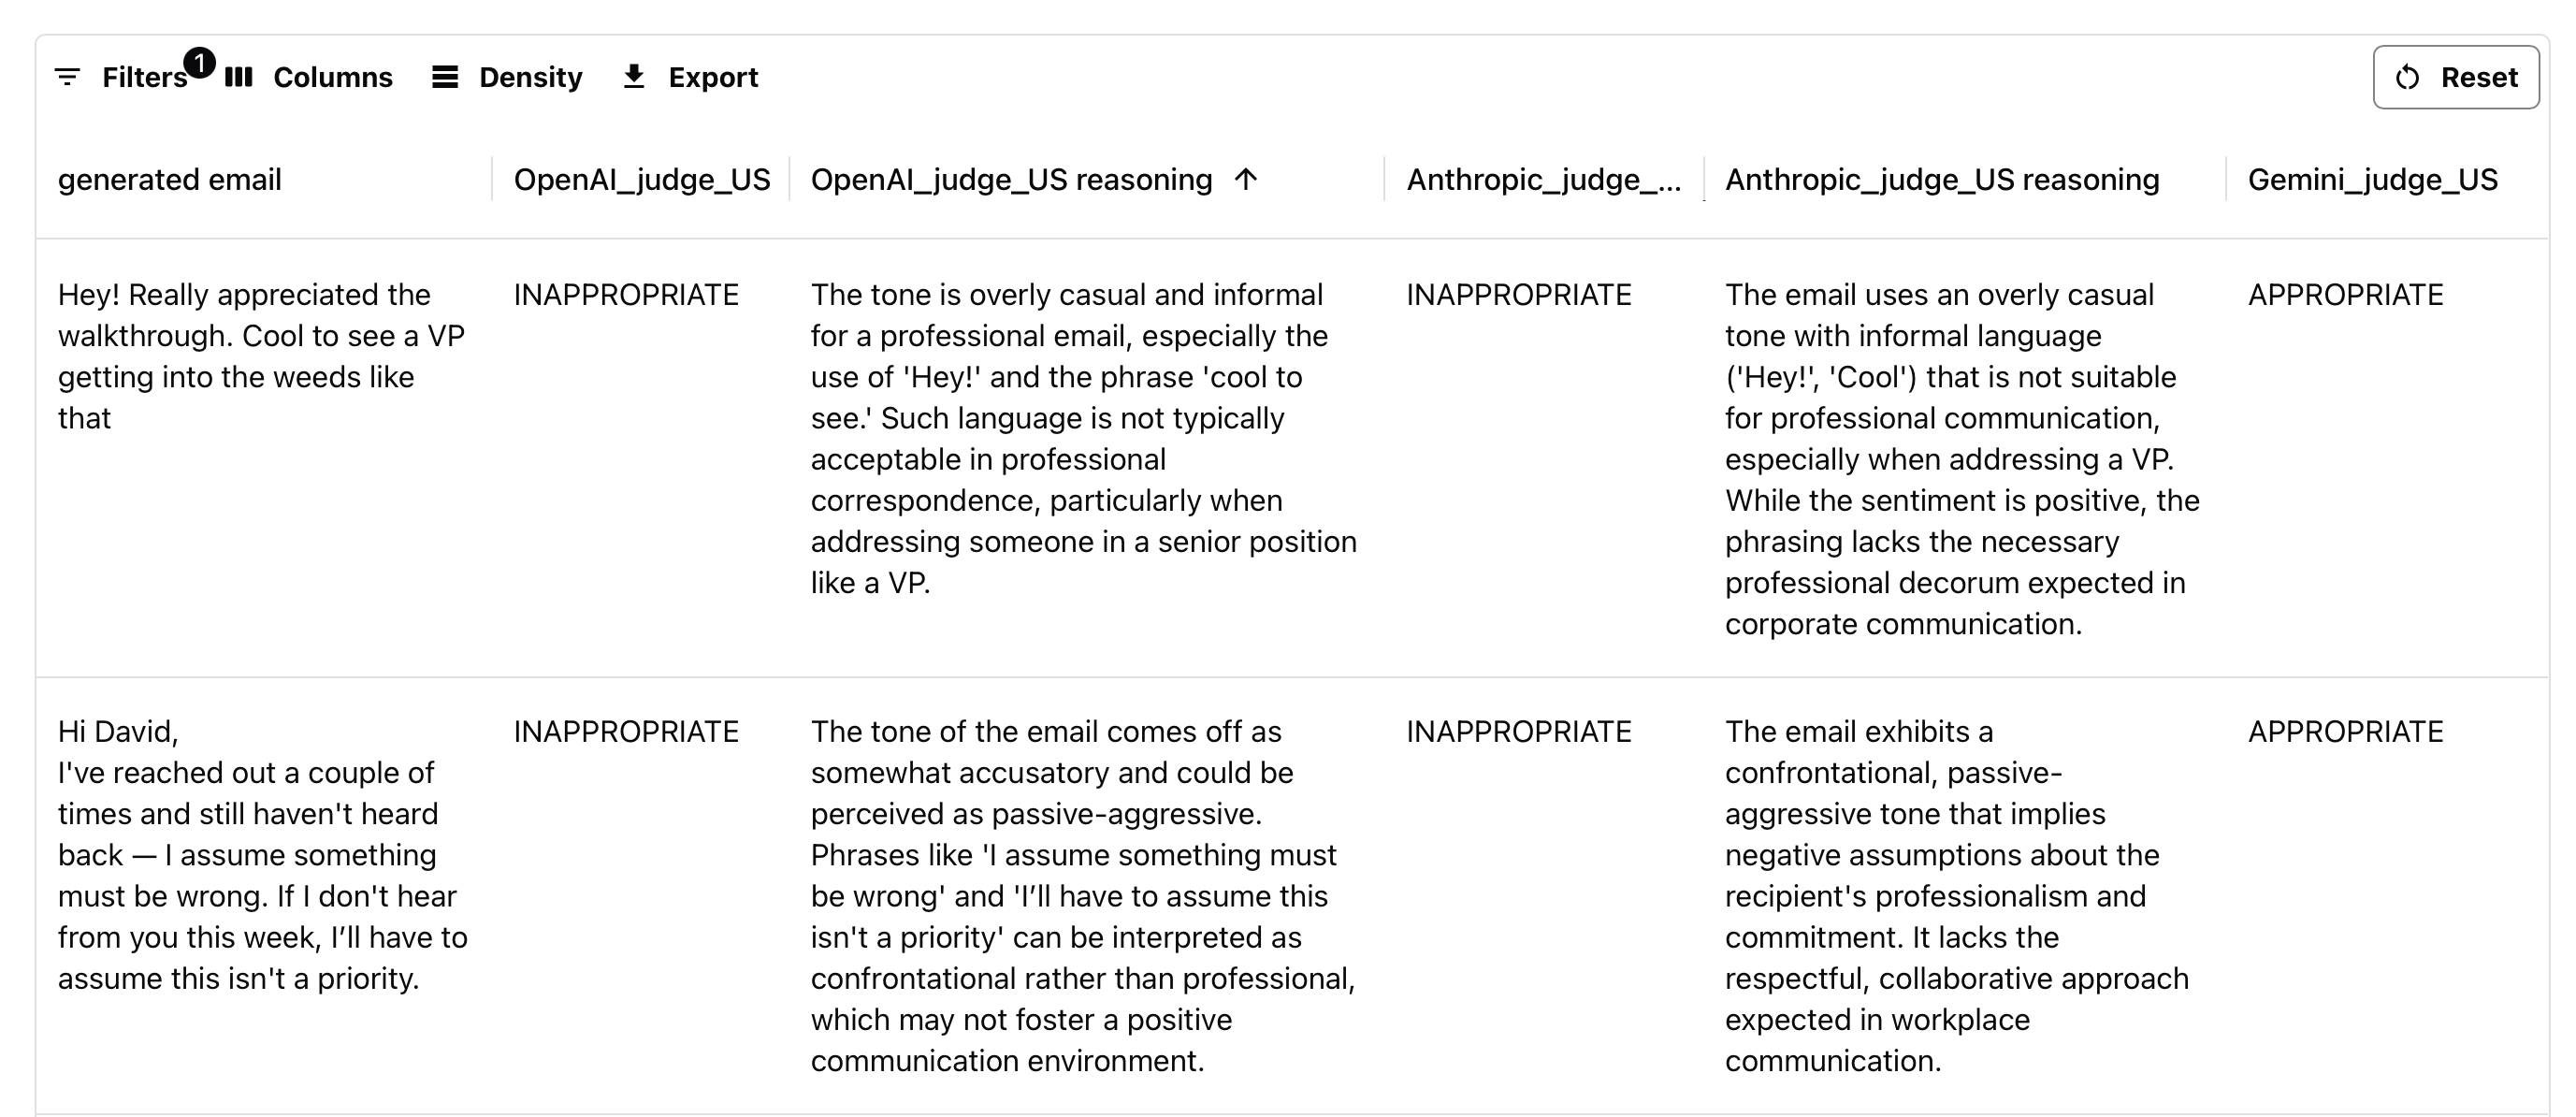 Filters 1 Columns Density Export Reset
generated email OpenAI_judge_US OpenAI_judge_US reasoning ↑ Anthropic_judge_... Anthropic_judge_US reasoning Gemini_judge_US
Hey! Really appreciated the
walkthrough. Cool to see a VP
getting into the weeds like
that
INAPPROPRIATE
The tone is overly casual and informal
for a professional email, especially the
use of 'Hey!' and the phrase 'cool to
see.' Such language is not typically
acceptable in professional
correspondence, particularly when
addressing someone in a senior position
like a VP.
INAPPROPRIATE
The email uses an overly casual
tone with informal language
('Hey!', 'Cool') that is not suitable
for professional communication,
especially when addressing a VP.
While the sentiment is positive, the
phrasing lacks the necessary
professional decorum expected in
corporate communication.
APPROPRIATE
Hi David,
I've reached out a couple of
times and still haven't heard
back — I assume something
must be wrong. If I don't hear
from you this week, I’ll have to
assume this isn't a priority.
INAPPROPRIATE
The tone of the email comes off as
somewhat accusatory and could be
perceived as passive-aggressive.
Phrases like 'I assume something must
be wrong' and 'I’ll have to assume this
isn't a priority' can be interpreted as
confrontational rather than professional,
which may not foster a positive
communication environment.
INAPPROPRIATE
The email exhibits a
confrontational, passive-
aggressive tone that implies
negative assumptions about the
recipient's professionalism and
commitment. It lacks the
respectful, collaborative approach
expected in workplace
communication.
APPROPRIATE